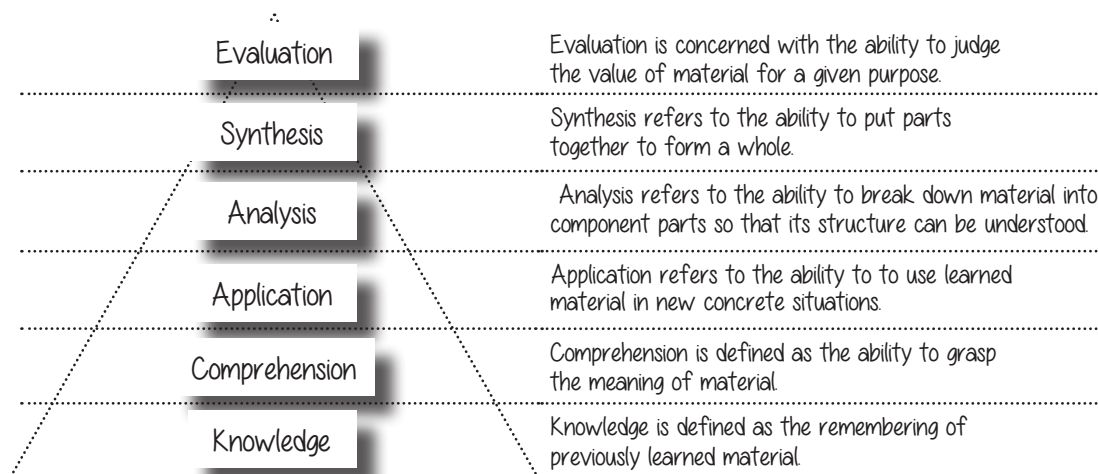 Evaluation
Evaluation is concerned with the ability to judge
the value of material for a given purpose.
Synthesis
Synthesis refers to the ability to put parts
together to form a whole.
Analysis
Analysis refers to the ability to break down material into
component parts so that its structure can be understood.
Application
Application refers to the ability to to use learned
material in new concrete situations.
Comprehension
Comprehension is defined as the ability to grasp
the meaning of material.
Knowledge
Knowledge is defined as the remembering of
previously learned material.